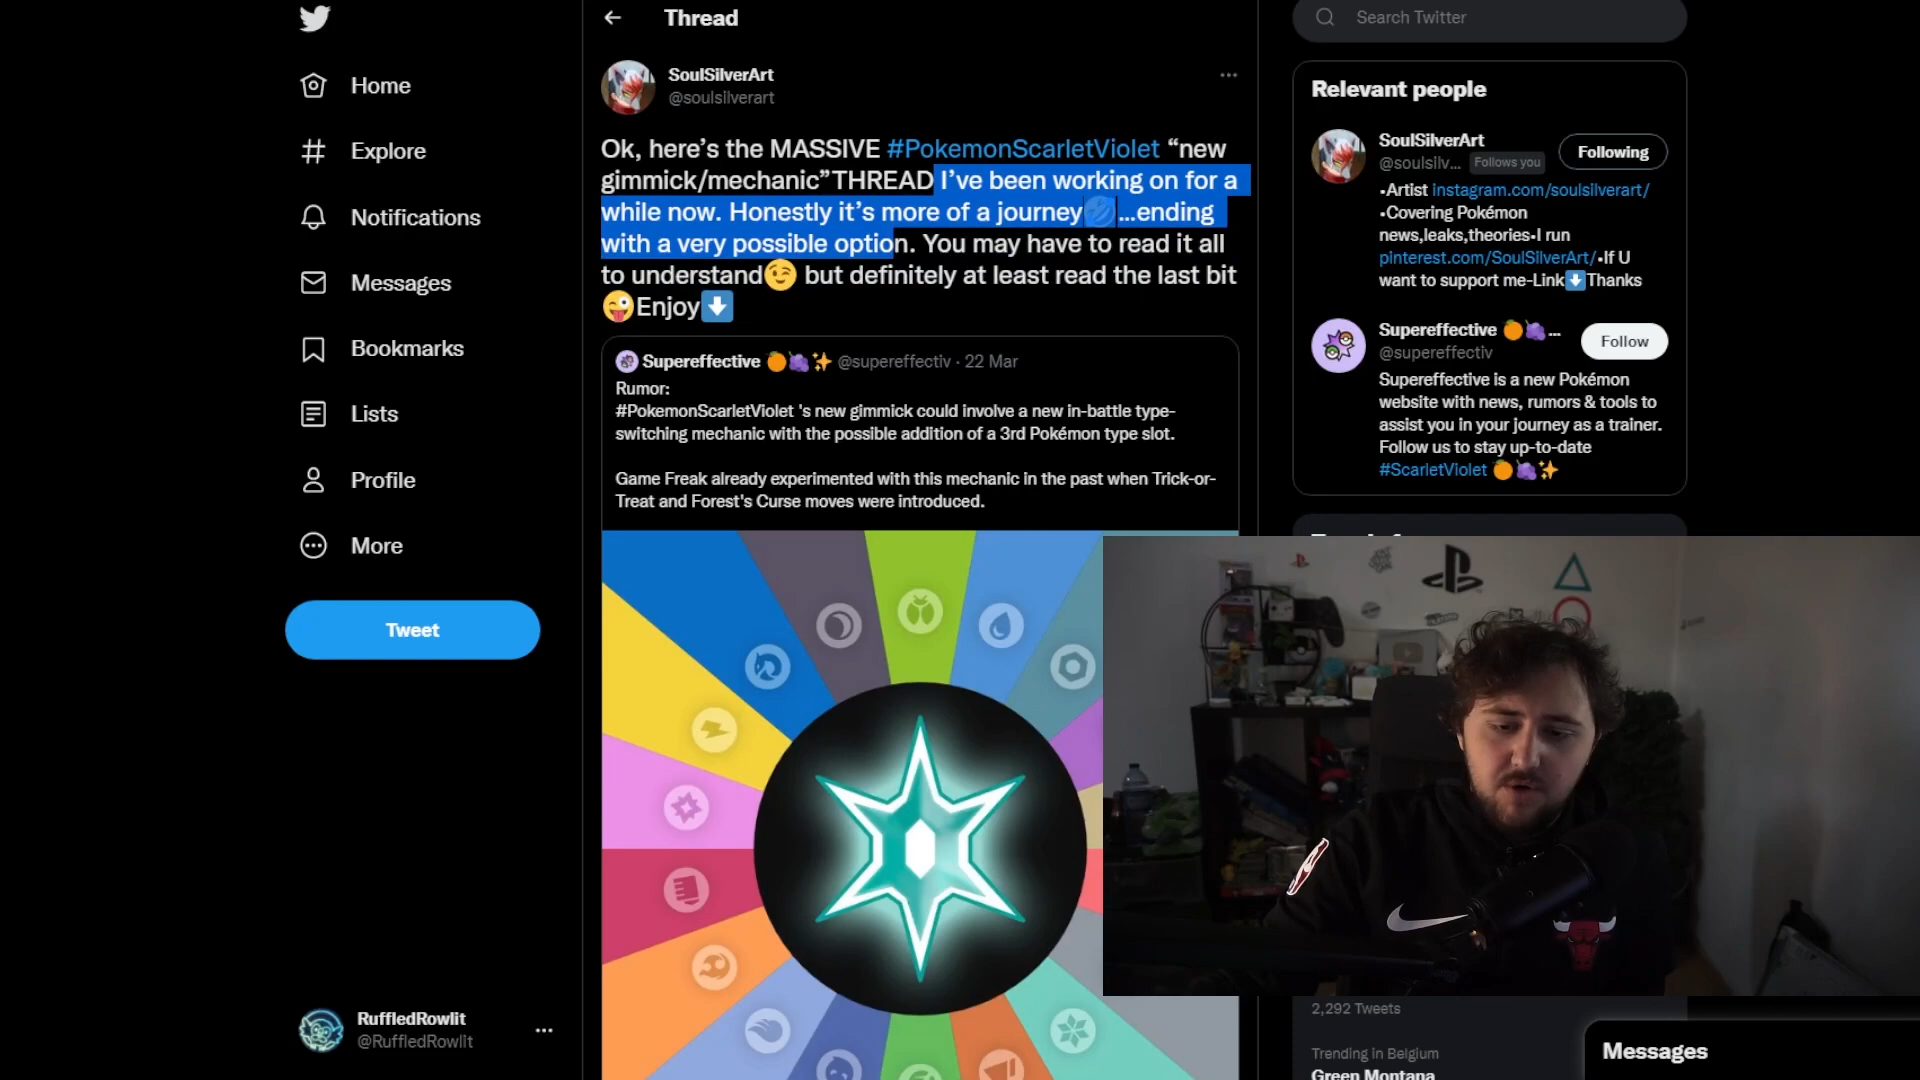 Thread
Search Twitter
Home
Explore
Notifications
Messages
Bookmarks
Lists
Profile
More
Tweet
RuffledRowlit
@RuffledRowlit
SoulSilverArt
@soulsilverart
Ok, here’s the MASSIVE #PokemonScarletViolet “new
gimmick/mechanic”THREAD I’ve been working on for a
while now. Honestly it’s more of a journey🤣...ending
with a very possible option. You may have to read it all
to understand😉 but definitely at least read the last bit
😜Enjoy⬇️
Supereffective 🍊🍇✨ @supereffectiv · 22 Mar
Rumor:
#PokemonScarletViolet 's new gimmick could involve a new in-battle type-
switching mechanic with the possible addition of a 3rd Pokémon type slot.
Game Freak already experimented with this mechanic in the past when Trick-or-
Treat and Forest's Curse moves were introduced.
Relevant people
SoulSilverArt
@soulsilv... Follows you
Following
•Artist instagram.com/soulsilverart/
•Covering Pokémon
news,leaks,theories•I run
pinterest.com/SoulSilverArt/•If U
want to support me-Link⬇️Thanks
Supereffective 🍊🍇...
@supereffectiv
Follow
Supereffective is a new Pokémon
website with news, rumors & tools to
assist you in your journey as a trainer.
Follow us to stay up-to-date
#ScarletViolet 🍊🍇✨
2,292 Tweets
Trending in Belgium
Green Montana
Messages